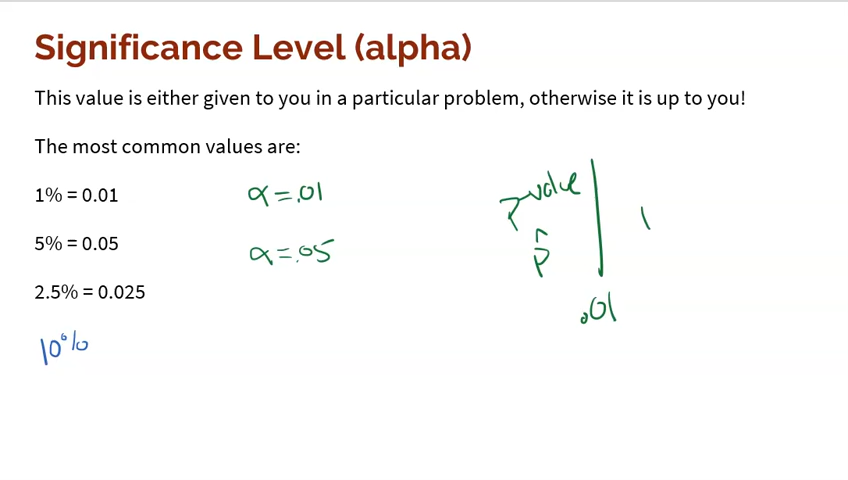 Significance Level (alpha)
This value is either given to you in a particular problem, otherwise it is up to you!
The most common values are:
1% = 0.01
α = .01
5% = 0.05
α = .05
2.5% = 0.025
10%
P value
p̂
.01